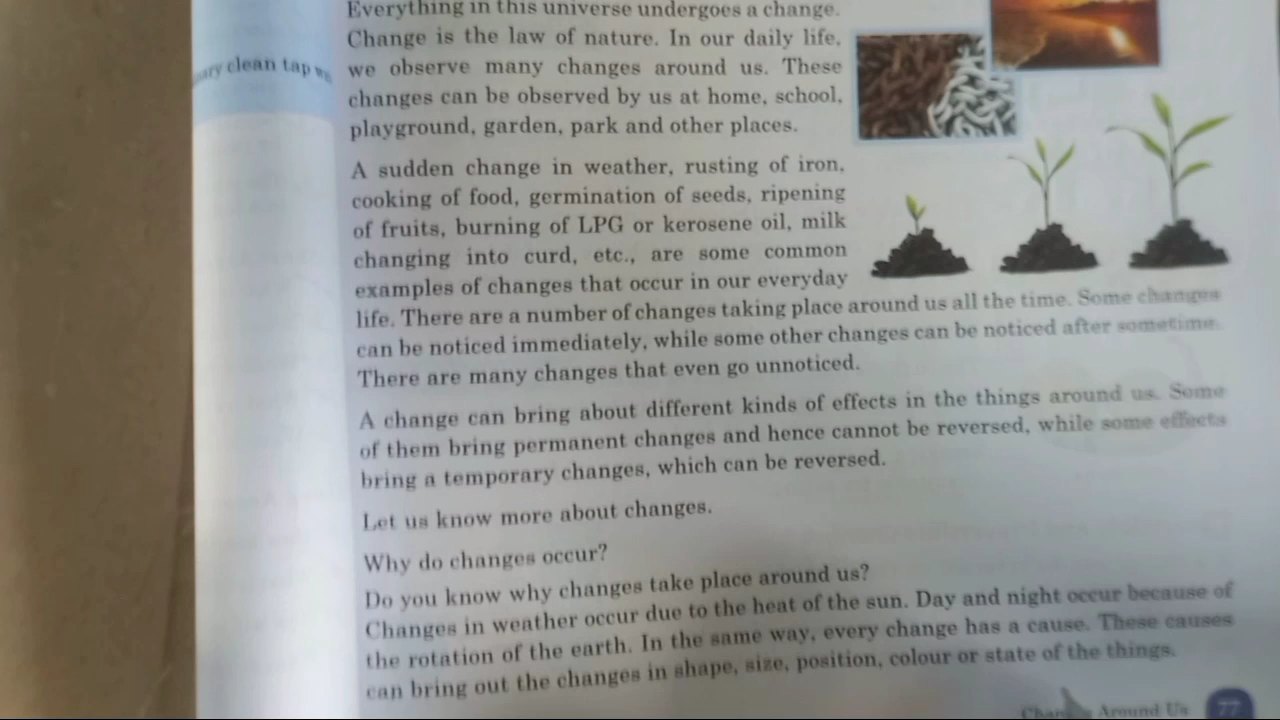 Everything in this universe undergoes a change.
Change is the law of nature. In our daily life,
we observe many changes around us. These
changes can be observed by us at home, school,
playground, garden, park and other places.
clean tap
A sudden change in weather, rusting of iron,
cooking of food, germination of seeds, ripening
of fruits, burning of LPG or kerosene oil, milk
changing into curd, etc., are some common
examples of changes that occur in our everyday
life. There are a number of changes taking place around us all the time. Some changes
can be noticed immediately, while some other changes can be noticed after sometime.
There are many changes that even go unnoticed.
A change can bring about different kinds of effects in the things around us. Some
of them bring permanent changes and hence cannot be reversed, while some effects
bring a temporary changes, which can be reversed.
Let us know more about changes.
Why do changes occur?
Do you know why changes take place around us?
Changes in weather occur due to the heat of the sun. Day and night occur because of
the rotation of the earth. In the same way, every change has a cause. These causes
can bring out the changes in shape, size, position, colour or state of the things.
Around Us 77